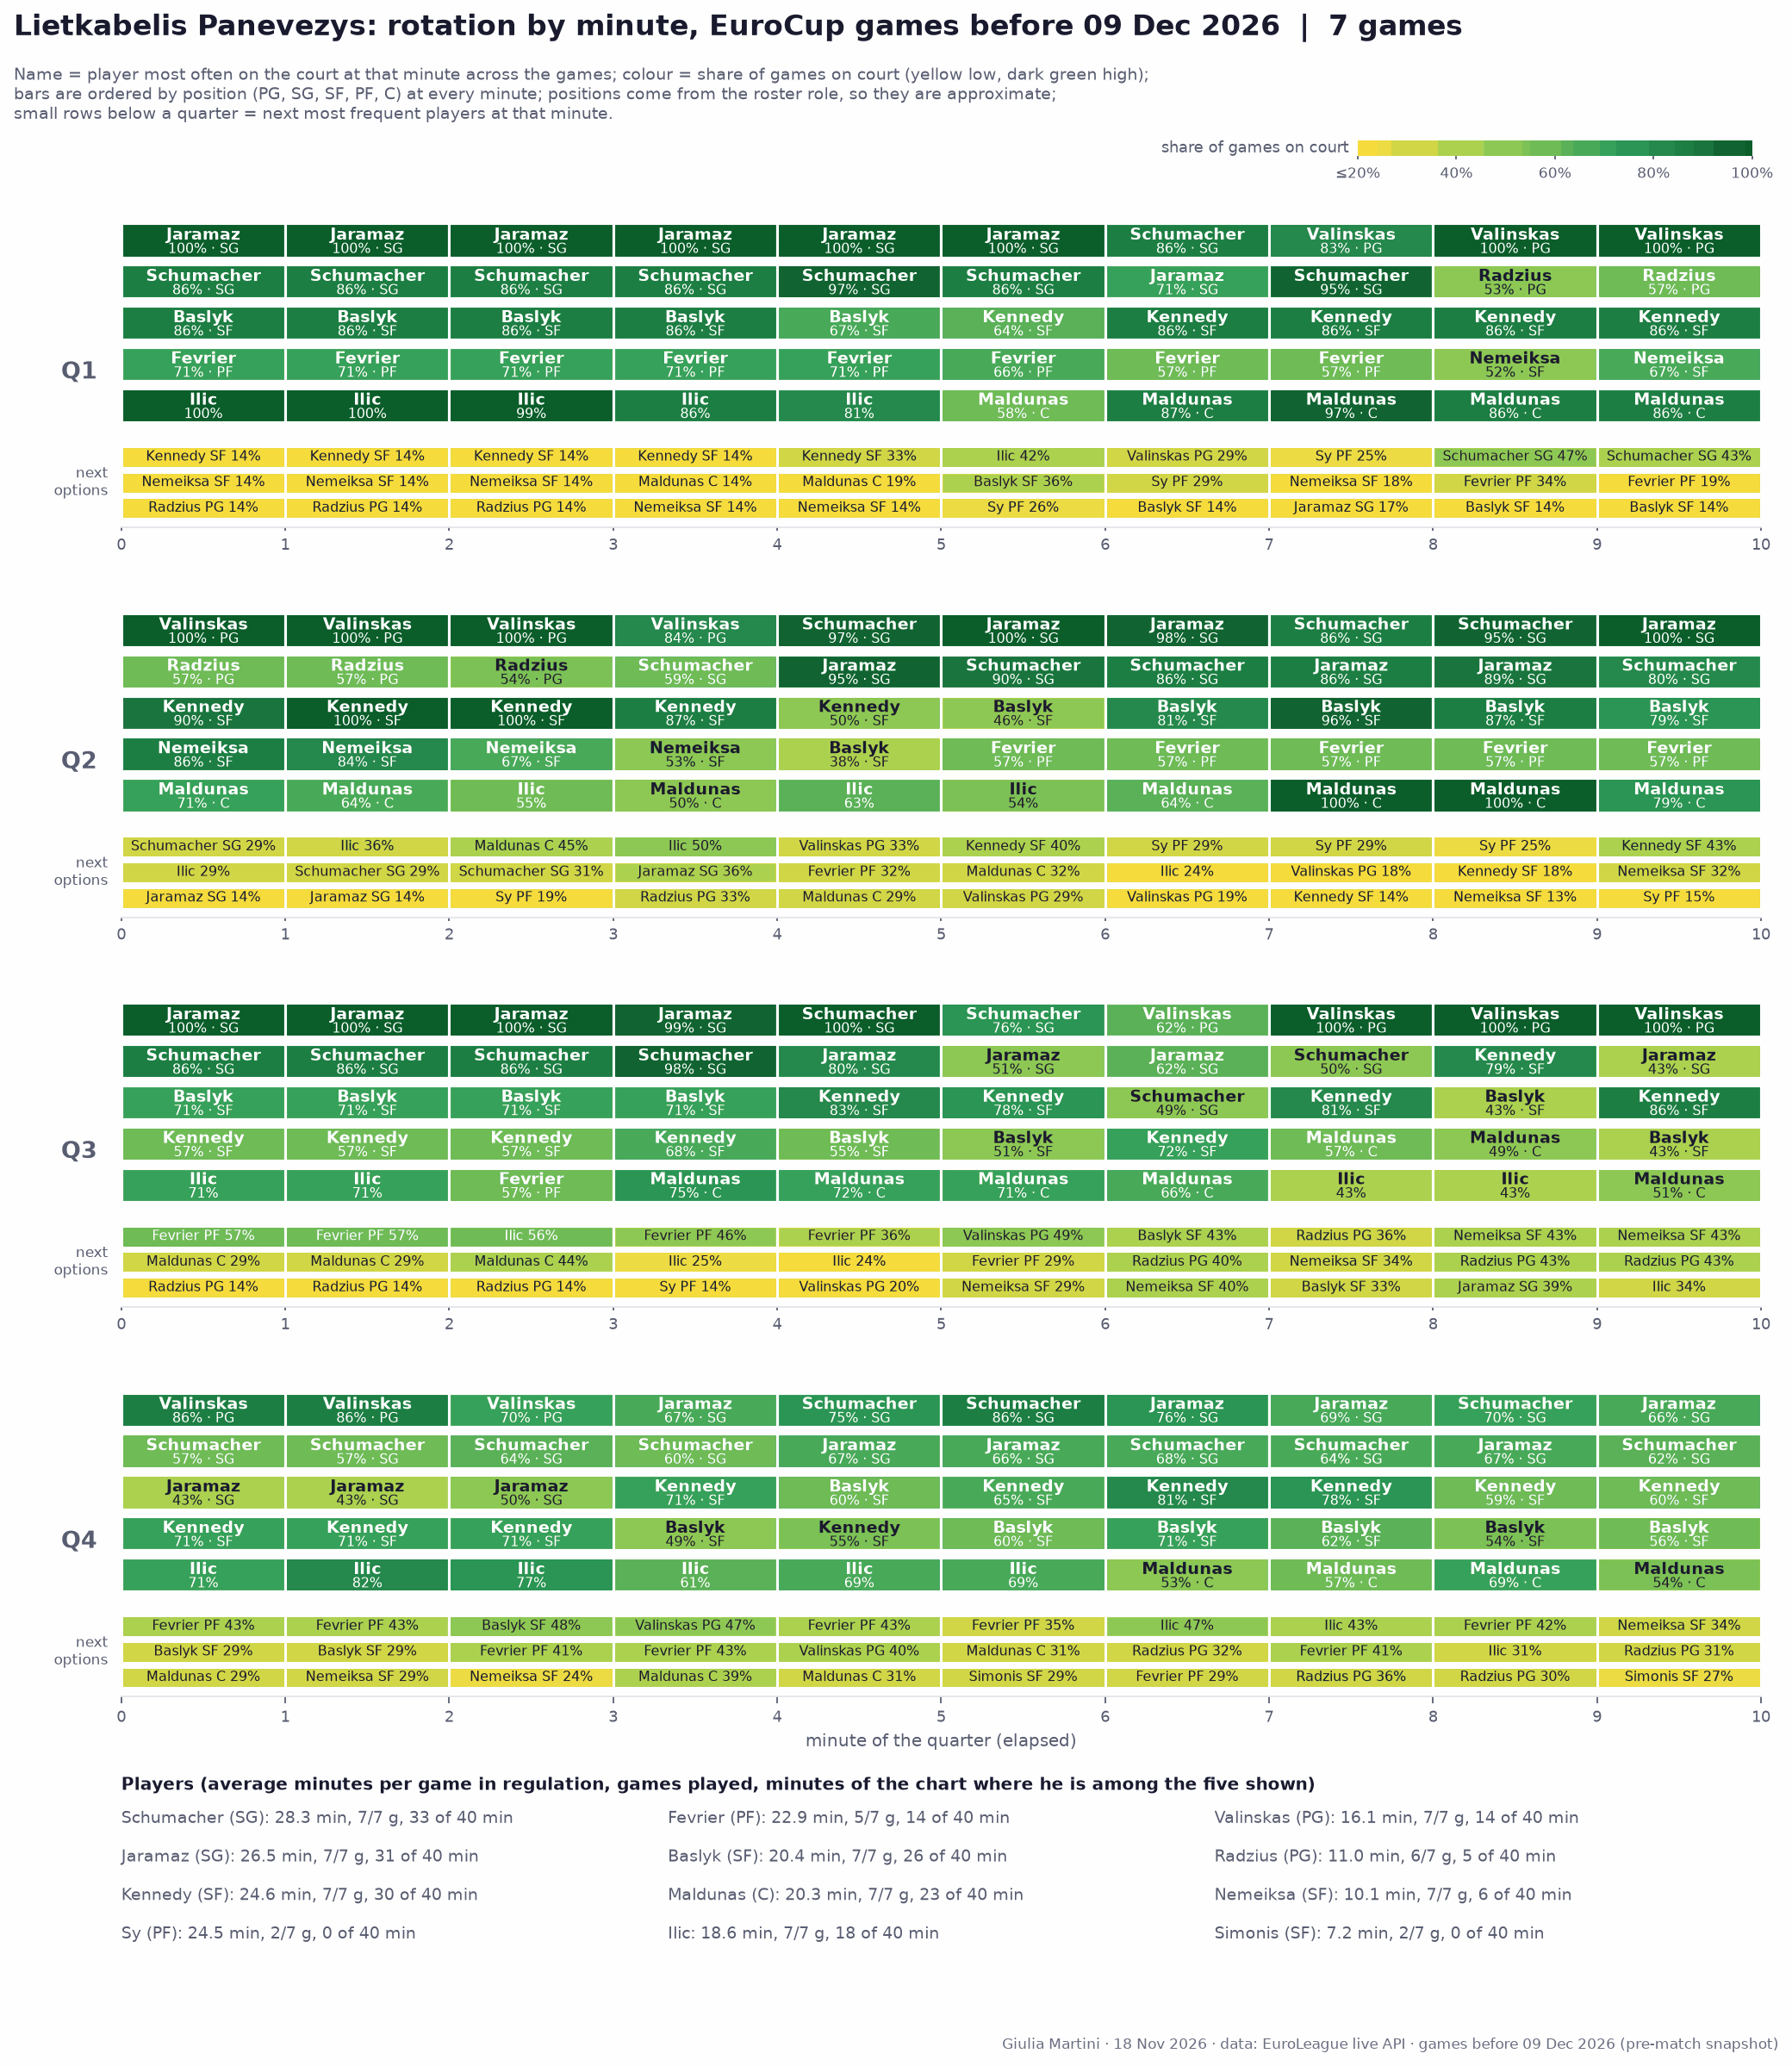 Lietkabelis Panevezys: rotation by minute, EuroCup games before 09 Dec 2026 | 7 games
Name = player most often on the court at that minute across the games; colour = share of games on court (yellow low, dark green high);
bars are ordered by position (PG, SG, SF, PF, C) at every minute; positions come from the roster role, so they are approximate;
small rows below a quarter = next most frequent players at that minute.
share of games on court
≤20% 40% 60% 80% 100%
Q1
Jaramaz Jaramaz Jaramaz Jaramaz Jaramaz Jaramaz Schumacher Valinskas Valinskas Valinskas
100% · SG 100% · SG 100% · SG 100% · SG 100% · SG 100% · SG 86% · SG 83% · PG 100% · PG 100% · PG
Schumacher Schumacher Schumacher Schumacher Schumacher Schumacher Jaramaz Schumacher Radzius Radzius
86% · SG 86% · SG 86% · SG 86% · SG 97% · SG 86% · SG 71% · SG 95% · SG 53% · PG 57% · PG
Baslyk Baslyk Baslyk Baslyk Baslyk Kennedy Kennedy Kennedy Kennedy Kennedy
86% · SF 86% · SF 86% · SF 86% · SF 67% · SF 64% · SF 86% · SF 86% · SF 86% · SF 86% · SF
Fevrier Fevrier Fevrier Fevrier Fevrier Fevrier Fevrier Fevrier Nemeiksa Nemeiksa
71% · PF 71% · PF 71% · PF 71% · PF 71% · PF 66% · PF 57% · PF 57% · PF 52% · SF 67% · SF
Ilic Ilic Ilic Ilic Ilic Maldunas Maldunas Maldunas Maldunas Maldunas
100% 100% 99% 86% 81% 58% · C 87% · C 97% · C 86% · C 86% · C
next options
Kennedy SF 14% Kennedy SF 14% Kennedy SF 14% Kennedy SF 14% Kennedy SF 33% Ilic 42% Valinskas PG 29% Sy PF 25% Schumacher SG 47% Schumacher SG 43%
Nemeiksa SF 14% Nemeiksa SF 14% Nemeiksa SF 14% Maldunas C 14% Maldunas C 19% Baslyk SF 36% Sy PF 29% Nemeiksa SF 18% Fevrier PF 34% Fevrier PF 19%
Radzius PG 14% Radzius PG 14% Radzius PG 14% Nemeiksa SF 14% Nemeiksa SF 14% Sy PF 26% Baslyk SF 14% Jaramaz SG 17% Baslyk SF 14% Baslyk SF 14%
0 1 2 3 4 5 6 7 8 9 10
Q2
Valinskas Valinskas Valinskas Valinskas Schumacher Jaramaz Jaramaz Schumacher Schumacher Jaramaz
100% · PG 100% · PG 100% · PG 84% · PG 97% · SG 100% · SG 98% · SG 86% · SG 95% · SG 100% · SG
Radzius Radzius Radzius Schumacher Jaramaz Schumacher Schumacher Jaramaz Jaramaz Schumacher
57% · PG 57% · PG 54% · PG 59% · SG 95% · SG 90% · SG 86% · SG 86% · SG 89% · SG 80% · SG
Kennedy Kennedy Kennedy Kennedy Kennedy Baslyk Baslyk Baslyk Baslyk Baslyk
90% · SF 100% · SF 100% · SF 87% · SF 50% · SF 46% · SF 81% · SF 96% · SF 87% · SF 79% · SF
Nemeiksa Nemeiksa Nemeiksa Nemeiksa Baslyk Fevrier Fevrier Fevrier Fevrier Fevrier
86% · SF 84% · SF 67% · SF 53% · SF 38% · SF 57% · PF 57% · PF 57% · PF 57% · PF 57% · PF
Maldunas Maldunas Ilic Maldunas Ilic Ilic Maldunas Maldunas Maldunas Maldunas
71% · C 64% · C 55% 50% · C 63% 54% 64% · C 100% · C 100% · C 79% · C
next options
Schumacher SG 29% Ilic 36% Maldunas C 45% Ilic 50% Valinskas PG 33% Kennedy SF 40% Sy PF 29% Sy PF 29% Sy PF 25% Kennedy SF 43%
Ilic 29% Schumacher SG 29% Schumacher SG 31% Jaramaz SG 36% Fevrier PF 32% Maldunas C 32% Ilic 24% Valinskas PG 18% Kennedy SF 18% Nemeiksa SF 32%
Jaramaz SG 14% Jaramaz SG 14% Sy PF 19% Radzius PG 33% Maldunas C 29% Valinskas PG 29% Valinskas PG 19% Kennedy SF 14% Nemeiksa SF 13% Sy PF 15%
0 1 2 3 4 5 6 7 8 9 10
Q3
Jaramaz Jaramaz Jaramaz Jaramaz Schumacher Schumacher Valinskas Valinskas Valinskas Valinskas
100% · SG 100% · SG 100% · SG 99% · SG 100% · SG 76% · SG 62% · PG 100% · PG 100% · PG 100% · PG
Schumacher Schumacher Schumacher Schumacher Jaramaz Jaramaz Jaramaz Schumacher Kennedy Jaramaz
86% · SG 86% · SG 86% · SG 98% · SG 80% · SG 51% · SG 62% · SG 50% · SG 79% · SF 43% · SG
Baslyk Baslyk Baslyk Baslyk Kennedy Kennedy Schumacher Kennedy Baslyk Kennedy
71% · SF 71% · SF 71% · SF 71% · SF 83% · SF 78% · SF 49% · SG 81% · SF 43% · SF 86% · SF
Kennedy Kennedy Kennedy Kennedy Baslyk Baslyk Kennedy Maldunas Maldunas Baslyk
57% · SF 57% · SF 57% · SF 68% · SF 55% · SF 51% · SF 72% · SF 57% · C 49% · C 43% · SF
Ilic Ilic Fevrier Maldunas Maldunas Maldunas Maldunas Ilic Ilic Maldunas
71% 71% 57% · PF 75% · C 72% · C 71% · C 66% · C 43% 43% 51% · C
next options
Fevrier PF 57% Fevrier PF 57% Ilic 56% Fevrier PF 46% Fevrier PF 36% Valinskas PG 49% Baslyk SF 43% Radzius PG 36% Nemeiksa SF 43% Nemeiksa SF 43%
Maldunas C 29% Maldunas C 29% Maldunas C 44% Ilic 25% Ilic 24% Fevrier PF 29% Radzius PG 40% Nemeiksa SF 34% Radzius PG 43% Radzius PG 43%
Radzius PG 14% Radzius PG 14% Radzius PG 14% Sy PF 14% Valinskas PG 20% Nemeiksa SF 29% Nemeiksa SF 40% Baslyk SF 33% Jaramaz SG 39% Ilic 34%
0 1 2 3 4 5 6 7 8 9 10
Q4
Valinskas Valinskas Valinskas Jaramaz Schumacher Schumacher Jaramaz Jaramaz Schumacher Jaramaz
86% · PG 86% · PG 70% · PG 67% · SG 75% · SG 86% · SG 76% · SG 69% · SG 70% · SG 66% · SG
Schumacher Schumacher Schumacher Schumacher Jaramaz Jaramaz Schumacher Schumacher Jaramaz Schumacher
57% · SG 57% · SG 64% · SG 60% · SG 67% · SG 66% · SG 68% · SG 64% · SG 67% · SG 62% · SG
Jaramaz Jaramaz Jaramaz Kennedy Baslyk Kennedy Kennedy Kennedy Kennedy Kennedy
43% · SG 43% · SG 50% · SG 71% · SF 60% · SF 65% · SF 81% · SF 78% · SF 59% · SF 60% · SF
Kennedy Kennedy Kennedy Baslyk Kennedy Baslyk Baslyk Baslyk Baslyk Baslyk
71% · SF 71% · SF 71% · SF 49% · SF 55% · SF 60% · SF 71% · SF 62% · SF 54% · SF 56% · SF
Ilic Ilic Ilic Ilic Ilic Ilic Maldunas Maldunas Maldunas Maldunas
71% 82% 77% 61% 69% 69% 53% · C 57% · C 69% · C 54% · C
next options
Fevrier PF 43% Fevrier PF 43% Baslyk SF 48% Valinskas PG 47% Fevrier PF 43% Fevrier PF 35% Ilic 47% Ilic 43% Fevrier PF 42% Nemeiksa SF 34%
Baslyk SF 29% Baslyk SF 29% Fevrier PF 41% Fevrier PF 43% Valinskas PG 40% Maldunas C 31% Radzius PG 32% Fevrier PF 41% Ilic 31% Radzius PG 31%
Maldunas C 29% Nemeiksa SF 29% Nemeiksa SF 24% Maldunas C 39% Maldunas C 31% Simonis SF 29% Fevrier PF 29% Radzius PG 36% Radzius PG 30% Simonis SF 27%
0 1 2 3 4 5 6 7 8 9 10
minute of the quarter (elapsed)
Players (average minutes per game in regulation, games played, minutes of the chart where he is among the five shown)
Schumacher (SG): 28.3 min, 7/7 g, 33 of 40 min Fevrier (PF): 22.9 min, 5/7 g, 14 of 40 min Valinskas (PG): 16.1 min, 7/7 g, 14 of 40 min
Jaramaz (SG): 26.5 min, 7/7 g, 31 of 40 min Baslyk (SF): 20.4 min, 7/7 g, 26 of 40 min Radzius (PG): 11.0 min, 6/7 g, 5 of 40 min
Kennedy (SF): 24.6 min, 7/7 g, 30 of 40 min Maldunas (C): 20.3 min, 7/7 g, 23 of 40 min Nemeiksa (SF): 10.1 min, 7/7 g, 6 of 40 min
Sy (PF): 24.5 min, 2/7 g, 0 of 40 min Ilic: 18.6 min, 7/7 g, 18 of 40 min Simonis (SF): 7.2 min, 2/7 g, 0 of 40 min
Giulia Martini · 18 Nov 2026 · data: EuroLeague live API · games before 09 Dec 2026 (pre-match snapshot)